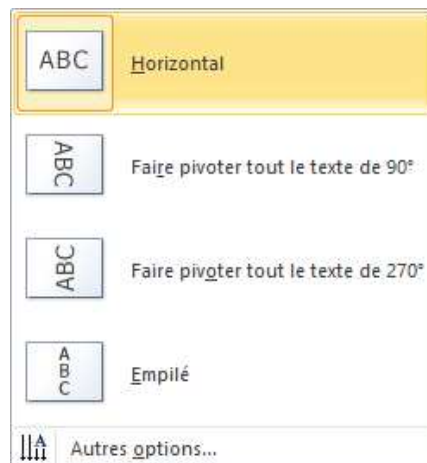 ABC Horizontal
ABC Faire pivoter tout le texte de 90°
ABC Faire pivoter tout le texte de 270°
ABC Empilé
A Autres options...